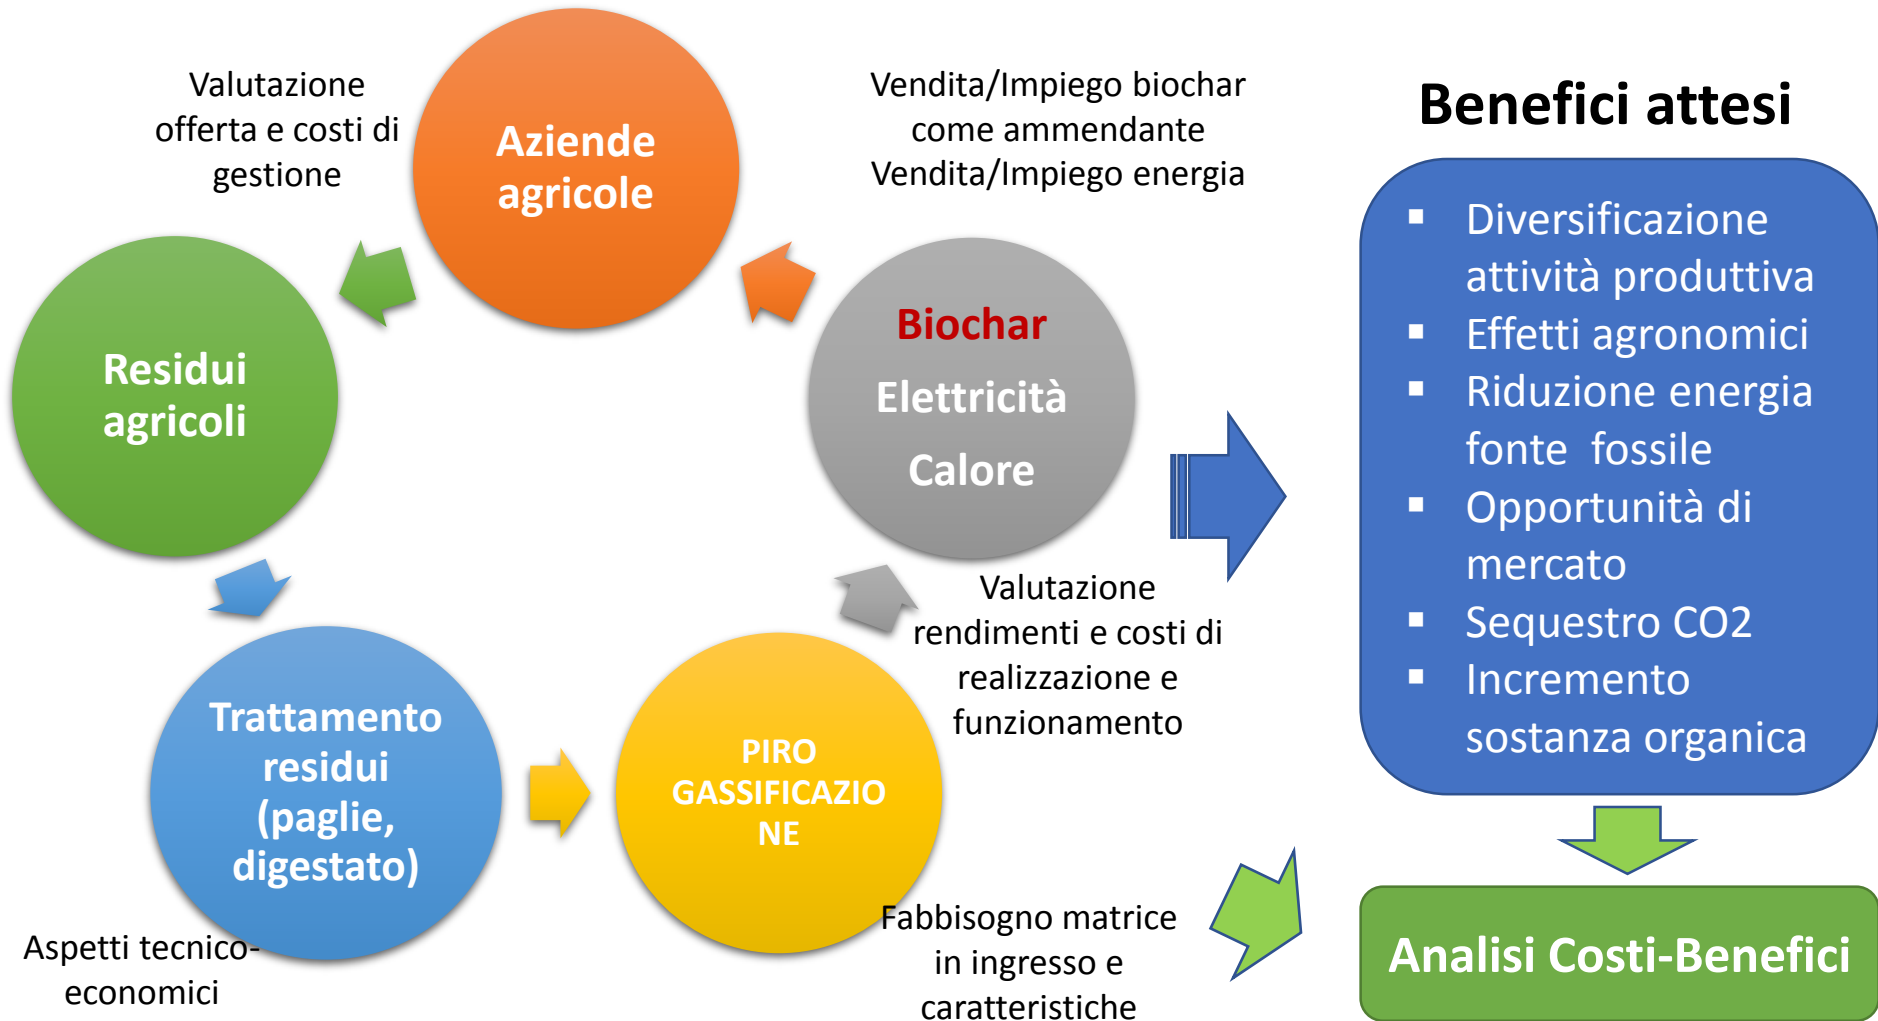 Valutazione
offerta e costi di
gestione
Aziende
agricole
Vendita/Impiego biochar
come ammendante
Vendita/Impiego energia
Residui
agricoli
Biochar
Elettricità
Calore
Trattamento
residui
(paglie,
digestato)
PIRO
GASSIFICAZIO
NE
Valutazione
rendimenti e costi di
realizzazione e
funzionamento
Aspetti tecnico-
economici
Fabbisogno matrice
in ingresso e
caratteristiche
Benefici attesi
▪ Diversificazione
attività produttiva
▪ Effetti agronomici
▪ Riduzione energia
fonte  fossile
▪ Opportunità di
mercato
▪ Sequestro CO2
▪ Incremento
sostanza organica
Analisi Costi-Benefici